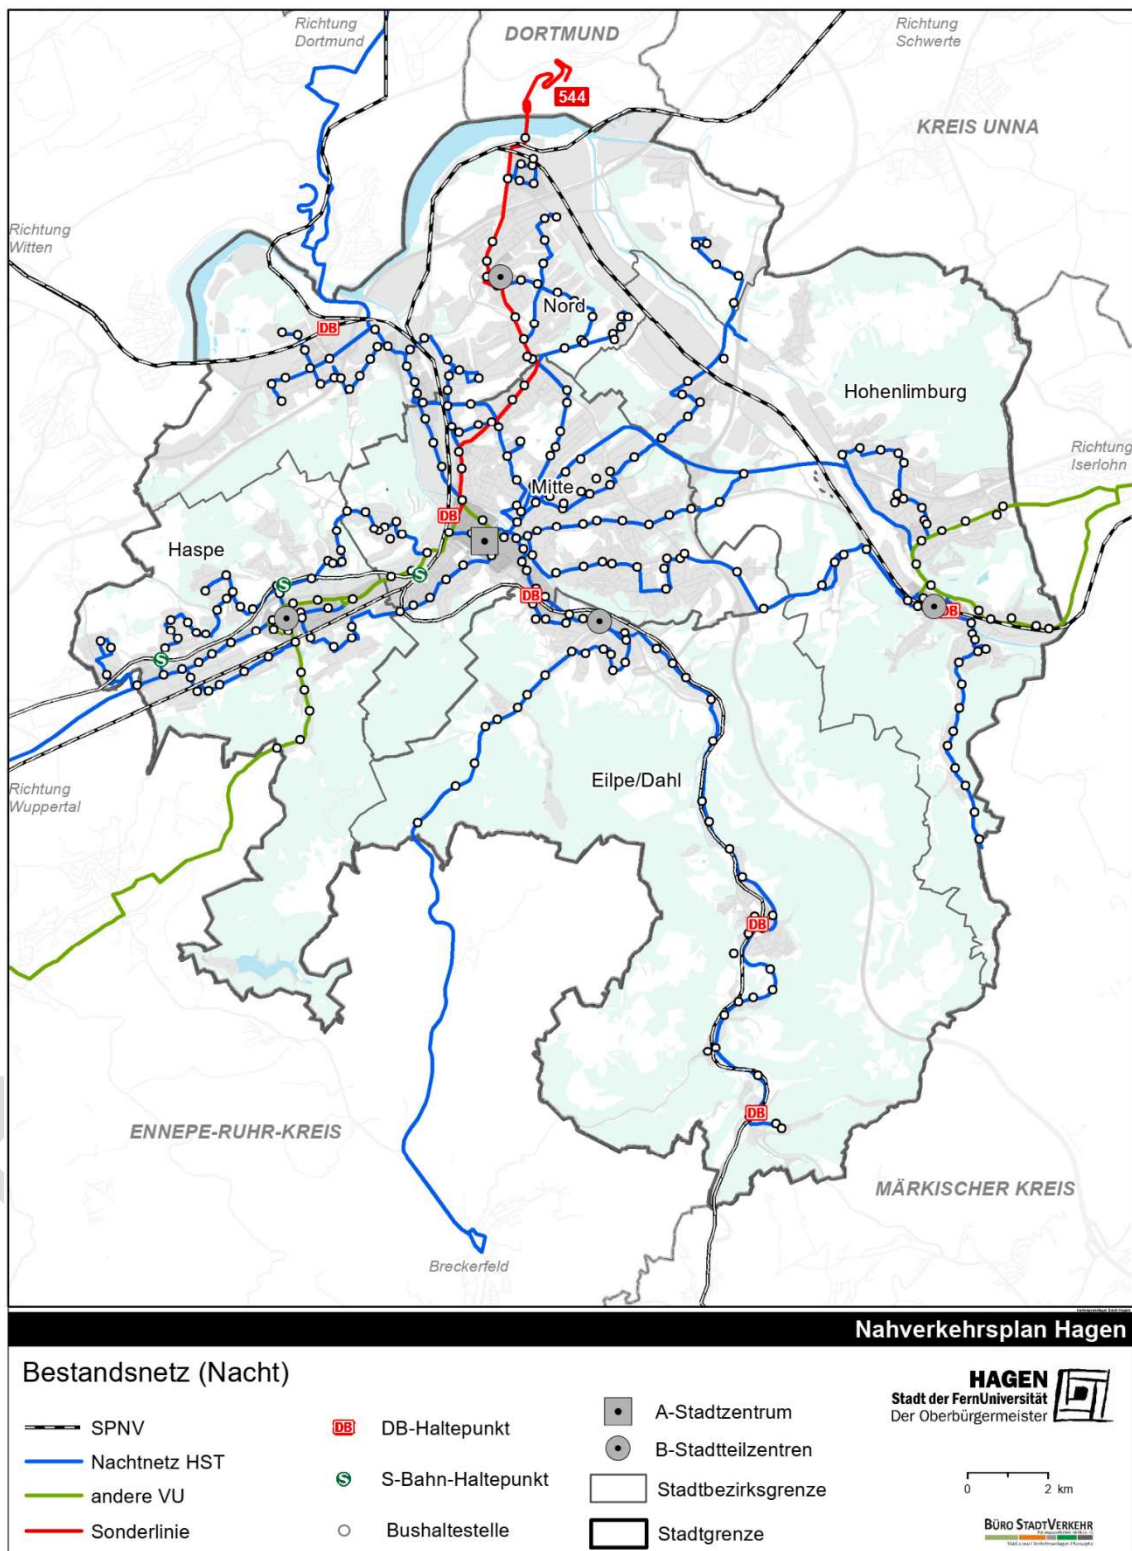 Richtung
Dortmund
DORTMUND
Richtung
Schwerte
544
KREIS UNNA
Richtung
Witten
DB
Nord
Hohenlimburg
Richtung
Iserlohn
Mitte
DB
Haspe
S
S
DB
DB
S
Richtung
Wuppertal
Eilpe/Dahl
DB
DB
ENNEPE-RUHR-KREIS
MÄRKISCHER KREIS
Breckerfeld
Nahverkehrsplan Hagen
Bestandsnetz (Nacht)
SPNV
Nachtnetz HST
andere VU
Sonderlinie
DB DB-Haltepunkt
S S-Bahn-Haltepunkt
Bushaltestelle
A-Stadtzentrum
B-Stadtteilzentren
Stadtbezirksgrenze
Stadtgrenze
HAGEN
Stadt der FernUniversität
Der Oberbürgermeister
0 2 km
BÜRO STADTVERKEHR